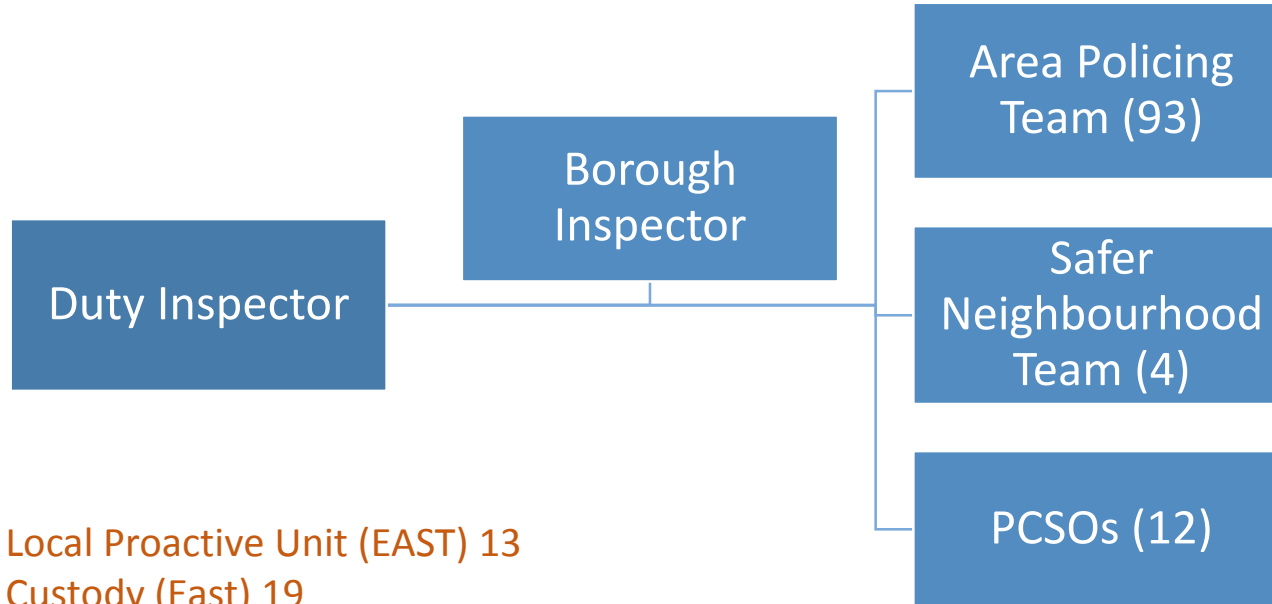 Duty Inspector
Borough
Inspector
Area Policing
Team (93)
Safer
Neighbourhood
Team (4)
PCSOs (12)
Local Proactive Unit (EAST) 13
Custody (East) 19